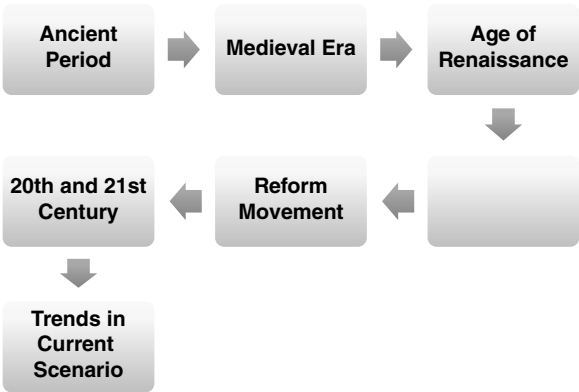 Ancient
Period
Medieval Era
Age of
Renaissance
Reform
Movement
20th and 21st
Century
Trends in
Current
Scenario